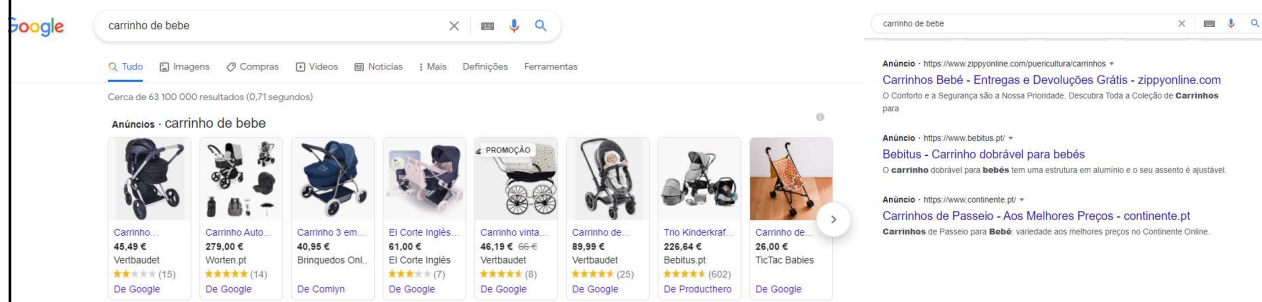 Google
carrinho de bebe
Tudo Imagens Compras Vídeos Notícias Mais Definições Ferramentas
Cerca de 63 100 000 resultados (0,71 segundos)
Anúncios · carrinho de bebe
PROMOÇÃO
Carrinho...
45,49 €
Vertbaudet
(15)
De Google
Carrinho Auto...
279,00 €
Worten.pt
(14)
De Google
Carrinho 3 em...
40,95 €
Brinquedos Onl...
De Comlyn
El Corte Inglés...
61,00 €
El Corte Inglés
(7)
De Google
Carrinho vinta...
46,19 € 66 €
Vertbaudet
(8)
De Google
Carrinho de...
89,99 €
Vertbaudet
(25)
De Google
Trio Kinderkraf...
226,64 €
Bebitus.pt
(602)
De Producthero
Carrinho de...
26,00 €
TicTac Babies
De Google
carrinho de bebe
Anúncio · https://www.zippyonline.com/puericultura/carrinhos
Carrinhos Bebé - Entregas e Devoluções Grátis - zippyonline.com
O Conforto e a Segurança são a Nossa Prioridade. Descubra Toda a Coleção de Carrinhos
para
Anúncio · https://www.bebitus.pt/
Bebitus - Carrinho dobrável para bebés
O carrinho dobrável para bebés tem uma estrutura em alumínio e o seu assento é ajustável.
Anúncio · https://www.continente.pt/
Carrinhos de Passeio - Aos Melhores Preços - continente.pt
Carrinhos de Passeio para Bebé: variedade aos melhores preços no Continente Online.